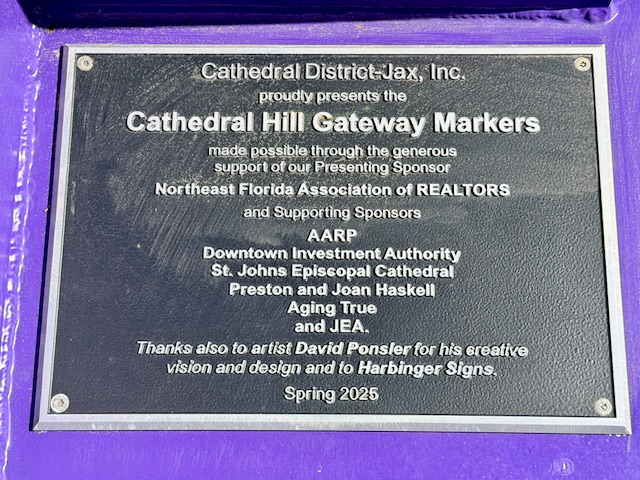 Cathedral District-Jax, Inc.
proudly presents the
Cathedral Hill Gateway Markers
made possible through the generous
support of our Presenting Sponsor
Northeast Florida Association of REALTORS
and Supporting Sponsors
AARP
Downtown Investment Authority
St. Johns Episcopal Cathedral
Preston and Joan Haskell
Aging True
and JEA.
Thanks also to artist David Ponsler for his creative
vision and design and to Harbinger Signs.
Spring 2025